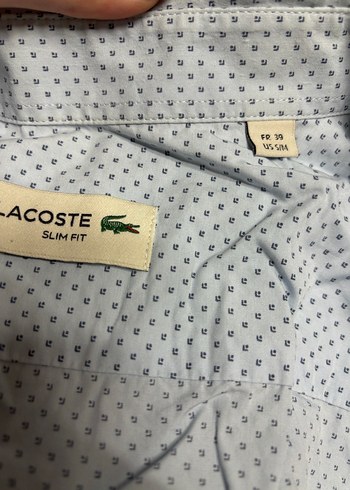 FR 39
US S/M
LACOSTE
SLIM FIT